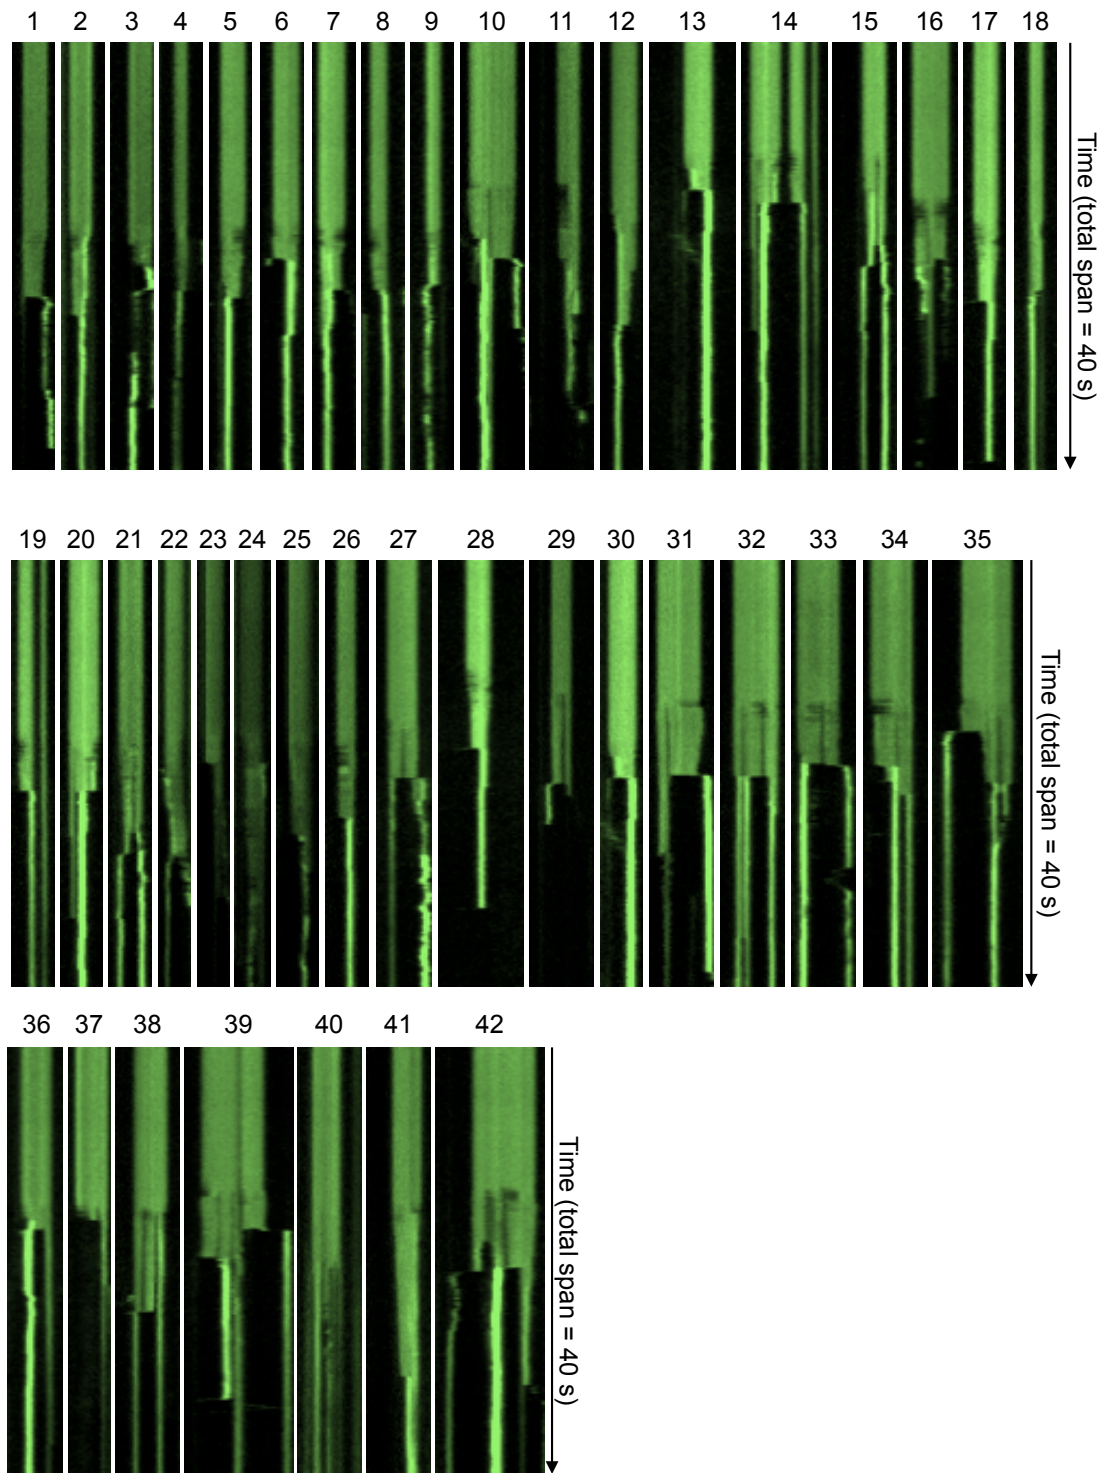 1 2 3 4 5 6 7 8 9 10 11 12 13 14 15 16 17 18
Time (total span = 40 s)
19 20 21 22 23 24 25 26 27 28 29 30 31 32 33 34 35
Time (total span = 40 s)
36 37 38 39 40 41 42
Time (total span = 40 s)